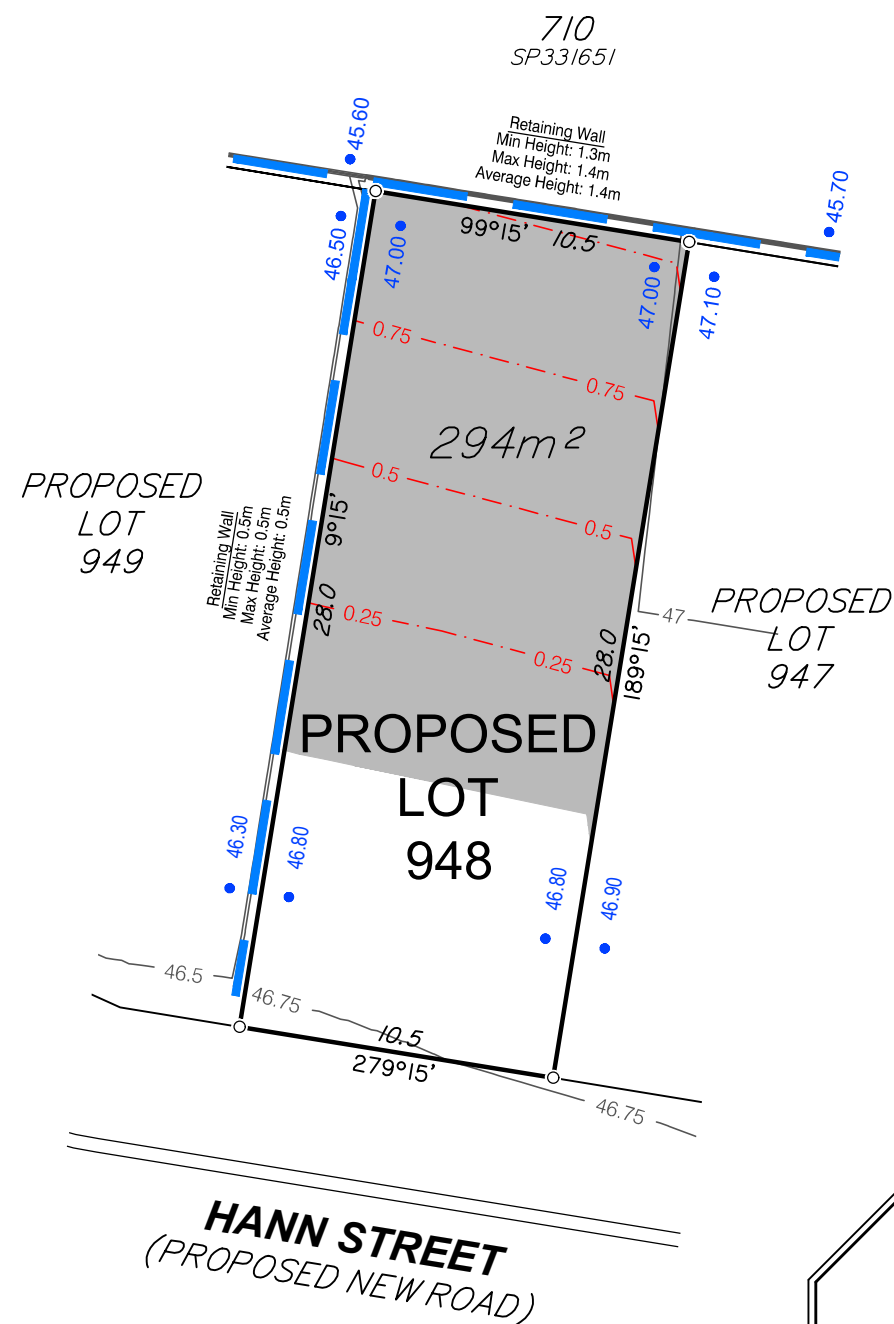 710
SP331651
45.60
Retaining Wall
Min Height: 1.3m
Max Height: 1.4m
Average Height: 1.4m
45.70
46.50
47.00
99°15'
10.5
47.00
47.10
0.75
0.75
294m²
PROPOSED
LOT
949
Retaining Wall
Min Height: 0.5m
Max Height: 0.5m
Average Height: 0.5m
9°15'
28.0
0.5
0.5
0.25
0.25
28.0
189°15'
47
PROPOSED
LOT
947
PROPOSED
LOT
948
46.30
46.80
46.80
46.90
46.5
46.75
10.5
279°15'
46.75
HANN STREET
(PROPOSED NEW ROAD)